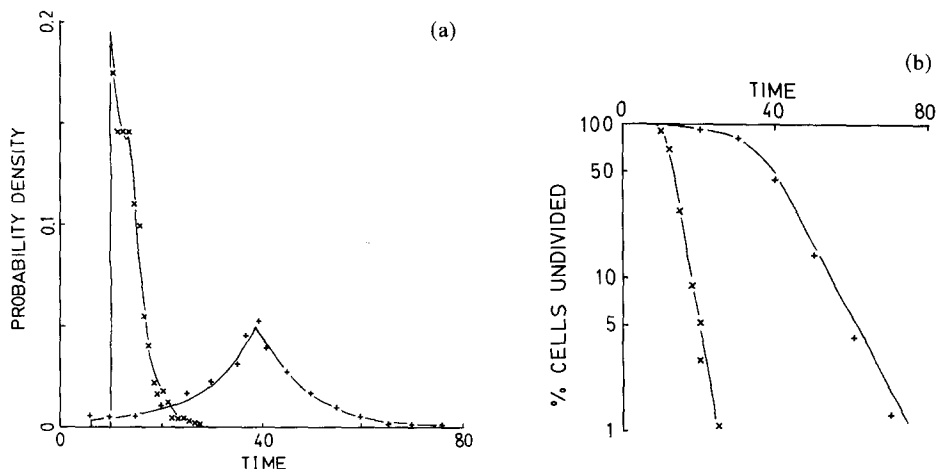 (a)
0.2
0.1
0
PROBABILITY DENSITY
0 40 80
TIME
(b)
TIME
0 40 80
100
50
10
5
1
% CELLS UNDIVIDED